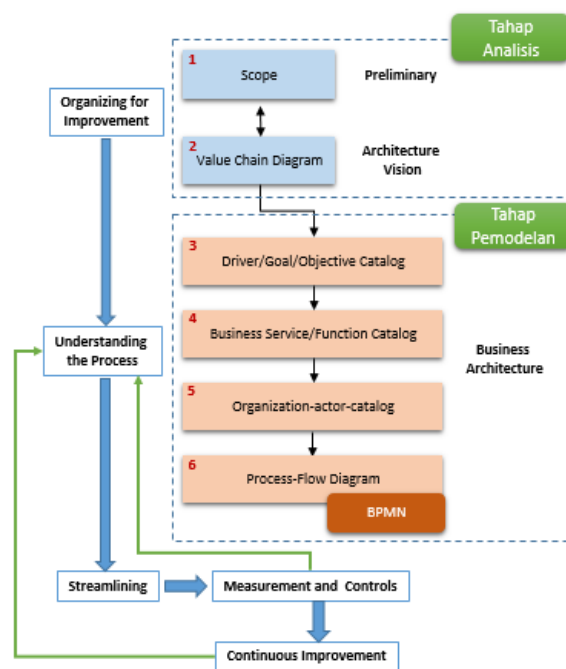 Tahap
Analisis
1
Scope
Preliminary
Organizing for
Improvement
2
Value Chain Diagram
Architecture
Vision
Tahap
Pemodelan
3
Driver/Goal/Objective Catalog
4
Business Service/Function Catalog
Understanding
the Process
Business
Architecture
5
Organization-actor-catalog
6
Process-Flow Diagram
BPMN
Streamlining
Measurement and Controls
Continuous Improvement